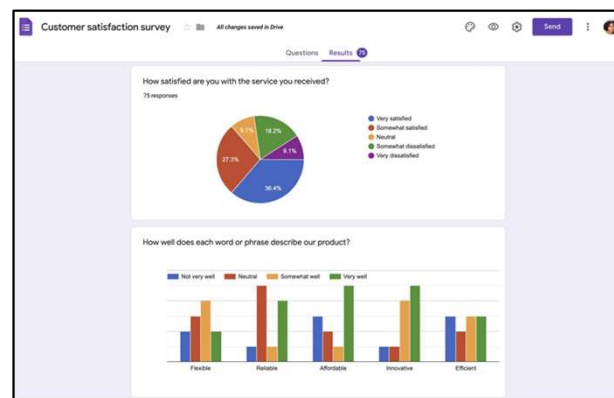 Customer satisfaction survey
All changes saved in Drive
Send
Questions
Results 75
How satisfied are you with the service you received?
75 responses
9.1%
18.2%
27.3%
9.1%
36.4%
Very satisfied
Somewhat satisfied
Neutral
Somewhat dissatisfied
Very dissatisfied
How well does each word or phrase describe our product?
Not very well Neutral Somewhat well Very well
Flexible Reliable Affordable Innovative Efficient